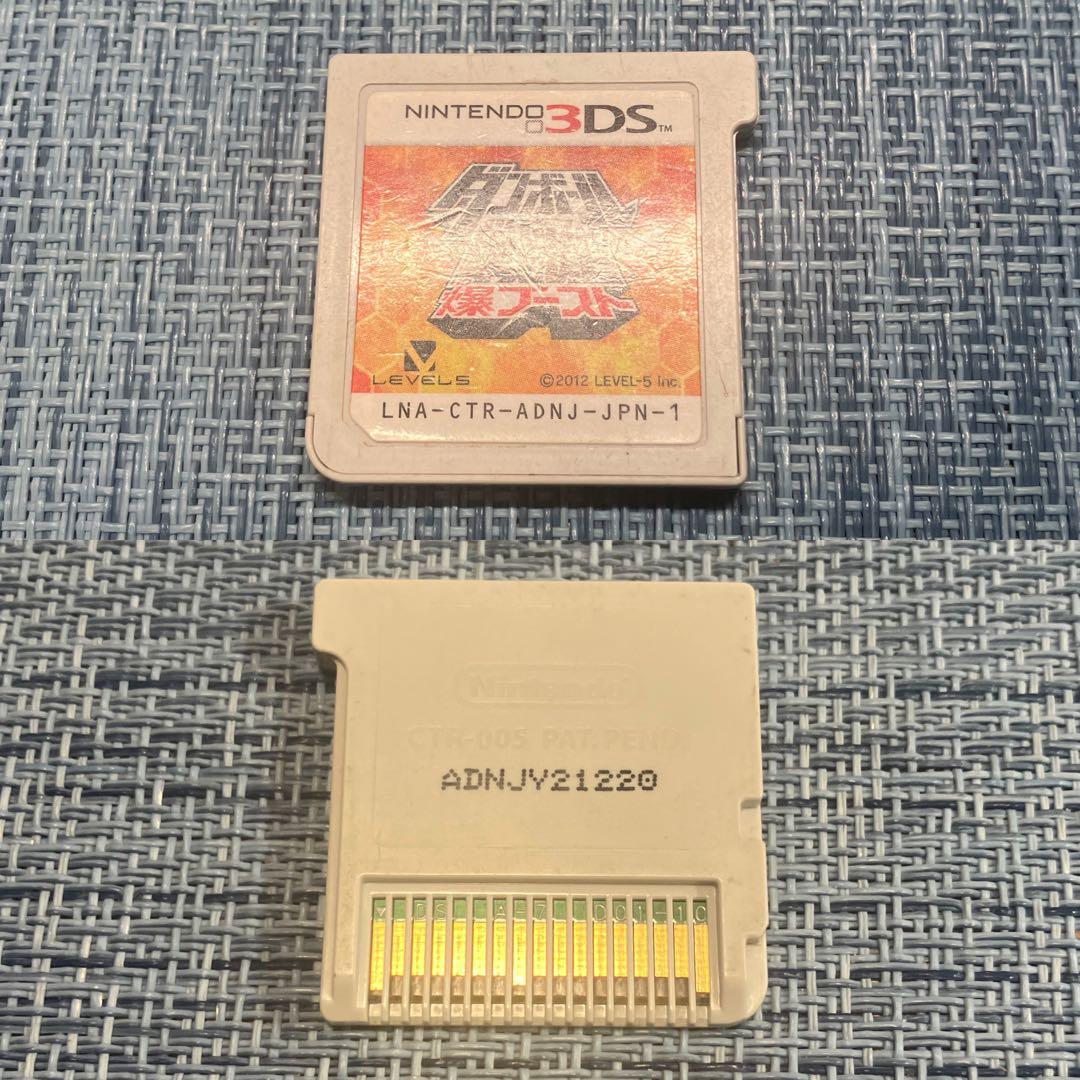 NINTENDO 3DS™
ダンボール
爆ブースト
LEVEL5
©2012 LEVEL-5 Inc.
LNA-CTR-ADNJ-JPN-1
Nintendo
CTR-005 PAT.PEND.
ADNJY21220